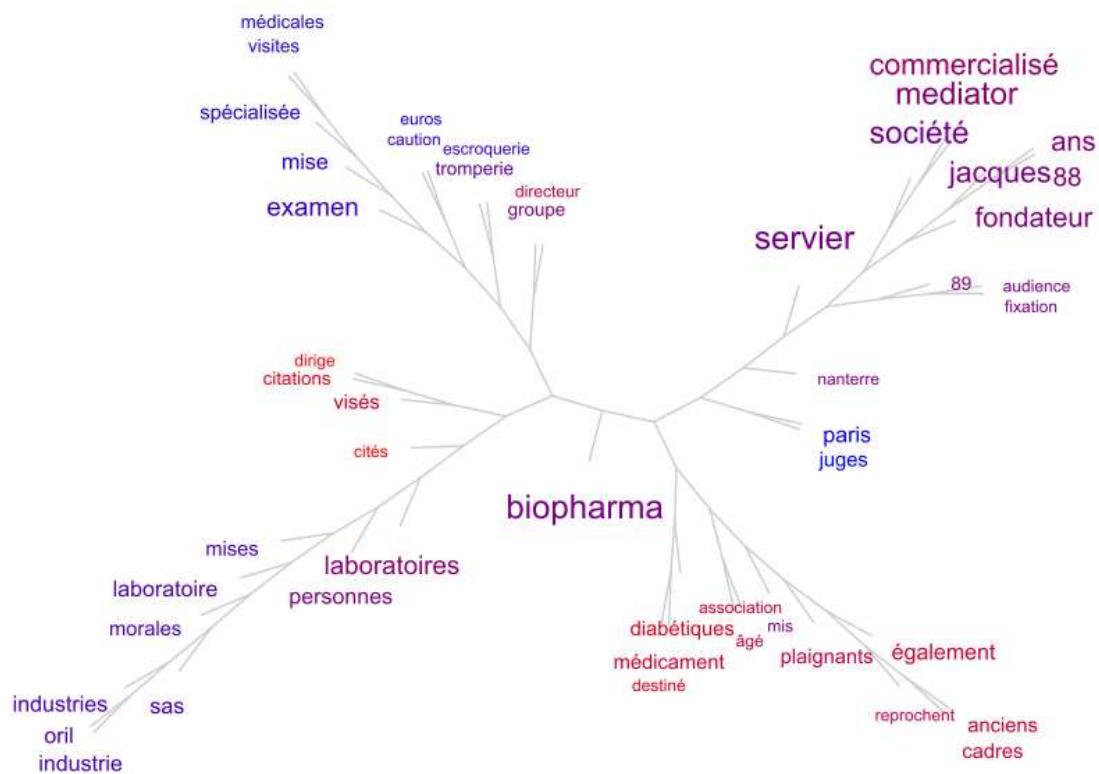 médicales
visites
commercialisé
mediator
spécialisée
euros
caution
société
ans
escroquerie
mise
tromperie
jacques
88
directeur
groupe
examen
fondateur
servier
89
audience
fixation
dirige
citations
visés
nanterre
cités
paris
juges
biopharma
mises
laboratoires
laboratoire
personnes
morales
association
diabétiques
mis
âgé
plaignants
également
médicament
destiné
industries
sas
reprochent
anciens
oril
cadres
industrie